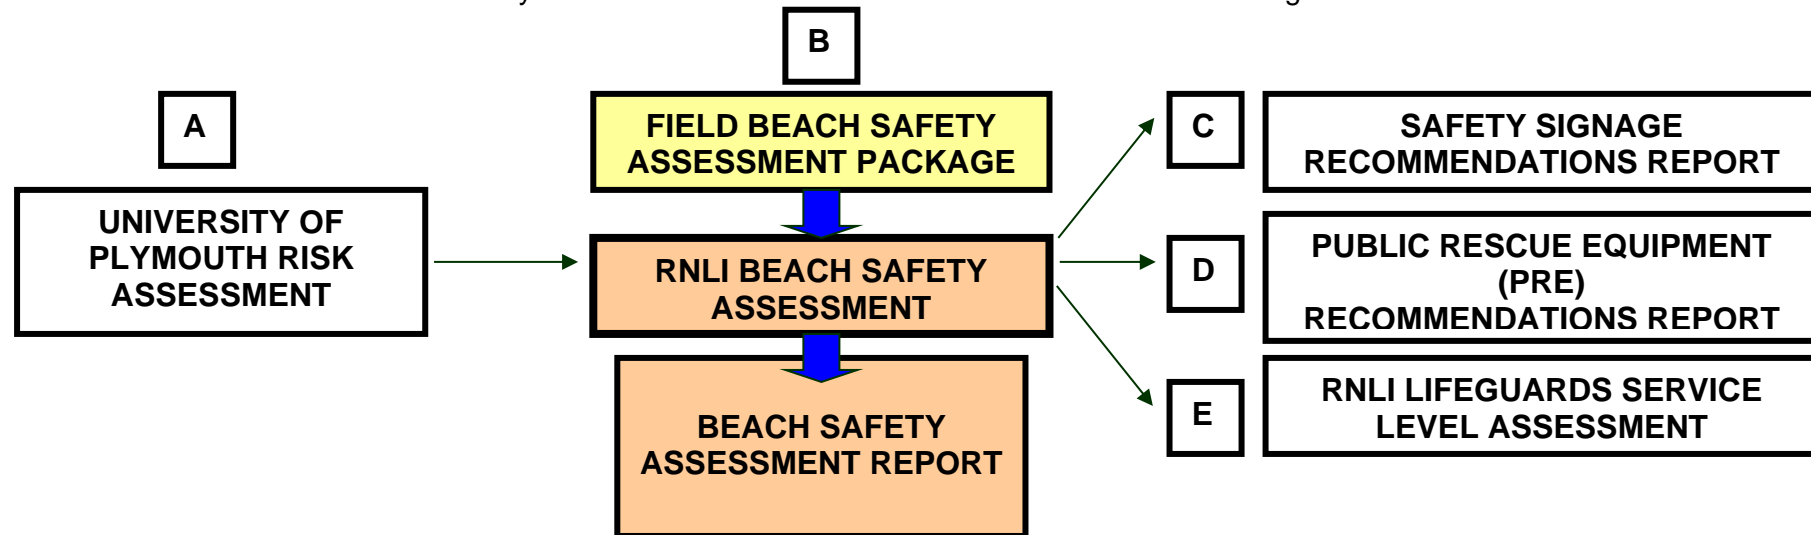 B
A
FIELD BEACH SAFETY
ASSESSMENT PACKAGE
C
SAFETY SIGNAGE
RECOMMENDATIONS REPORT
UNIVERSITY OF
PLYMOUTH RISK
ASSESSMENT
RNLI BEACH SAFETY
ASSESSMENT
D
PUBLIC RESCUE EQUIPMENT
(PRE)
RECOMMENDATIONS REPORT
BEACH SAFETY
ASSESSMENT REPORT
E
RNLI LIFEGUARDS SERVICE
LEVEL ASSESSMENT